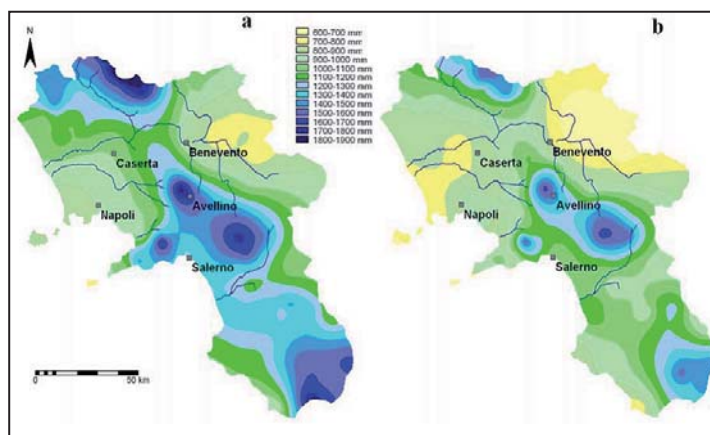 a
b
N
600-700 mm
700-800 mm
800-900 mm
900-1000 mm
1000-1100 mm
1100-1200 mm
1200-1300 mm
1300-1400 mm
1400-1500 mm
1500-1600 mm
1600-1700 mm
1700-1800 mm
1800-1900 mm
Benevento
Caserta
Avellino
Napoli
Salerno
Benevento
Caserta
Avellino
Napoli
Salerno
0
50 km